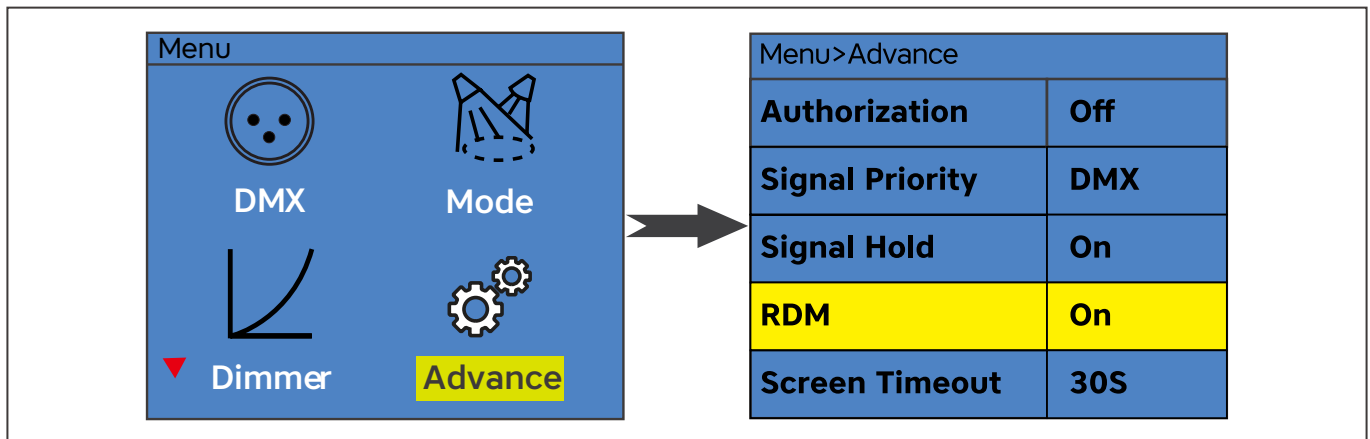 Menu
DMX Mode
Dimmer Advance
Menu>Advance
Authorization Off
Signal Priority DMX
Signal Hold On
RDM On
Screen Timeout 30S